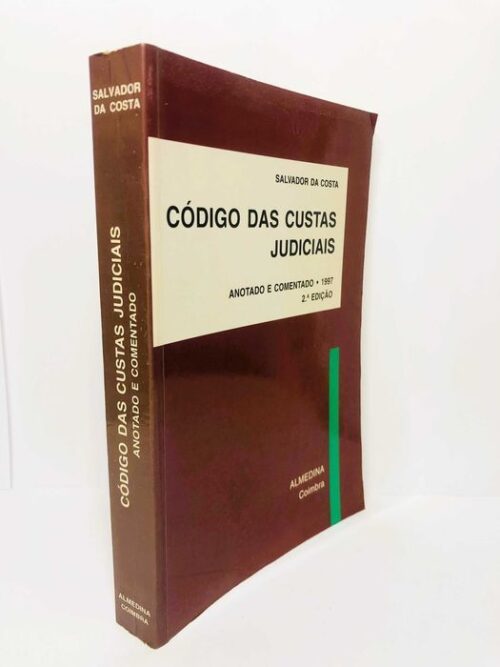 SALVADOR
DA COSTA
CÓDIGO DAS CUSTAS JUDICIAIS
ANOTADO E COMENTADO
ALMEDINA
COIMBRA
SALVADOR DA COSTA
CÓDIGO DAS CUSTAS
JUDICIAIS
ANOTADO E COMENTADO • 1997
2.ª EDIÇÃO
ALMEDINA
Coimbra